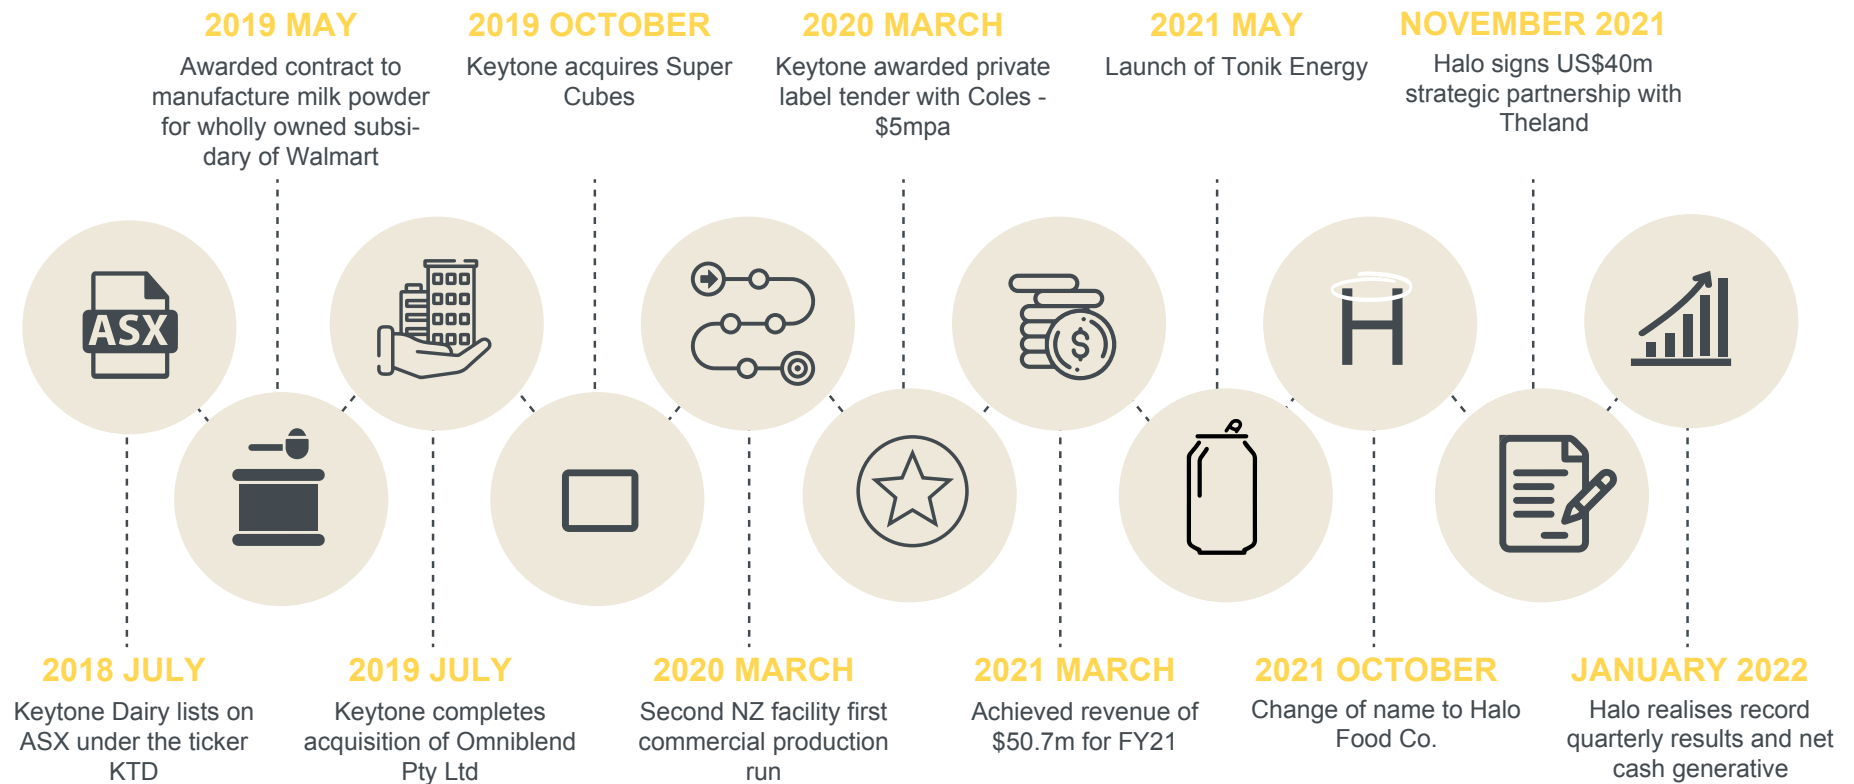 2019 MAY
Awarded contract to
manufacture milk powder
for wholly owned subsi-
dary of Walmart
2019 OCTOBER
Keytone acquires Super
Cubes
2020 MARCH
Keytone awarded private
label tender with Coles -
$5mpa
2021 MAY
Launch of Tonik Energy
NOVEMBER 2021
Halo signs US$40m
strategic partnership with
Theland
ASX
$
H
2018 JULY
Keytone Dairy lists on
ASX under the ticker
KTD
2019 JULY
Keytone completes
acquisition of Omniblend
Pty Ltd
2020 MARCH
Second NZ facility first
commercial production
run
2021 MARCH
Achieved revenue of
$50.7m for FY21
2021 OCTOBER
Change of name to Halo
Food Co.
JANUARY 2022
Halo realises record
quarterly results and net
cash generative